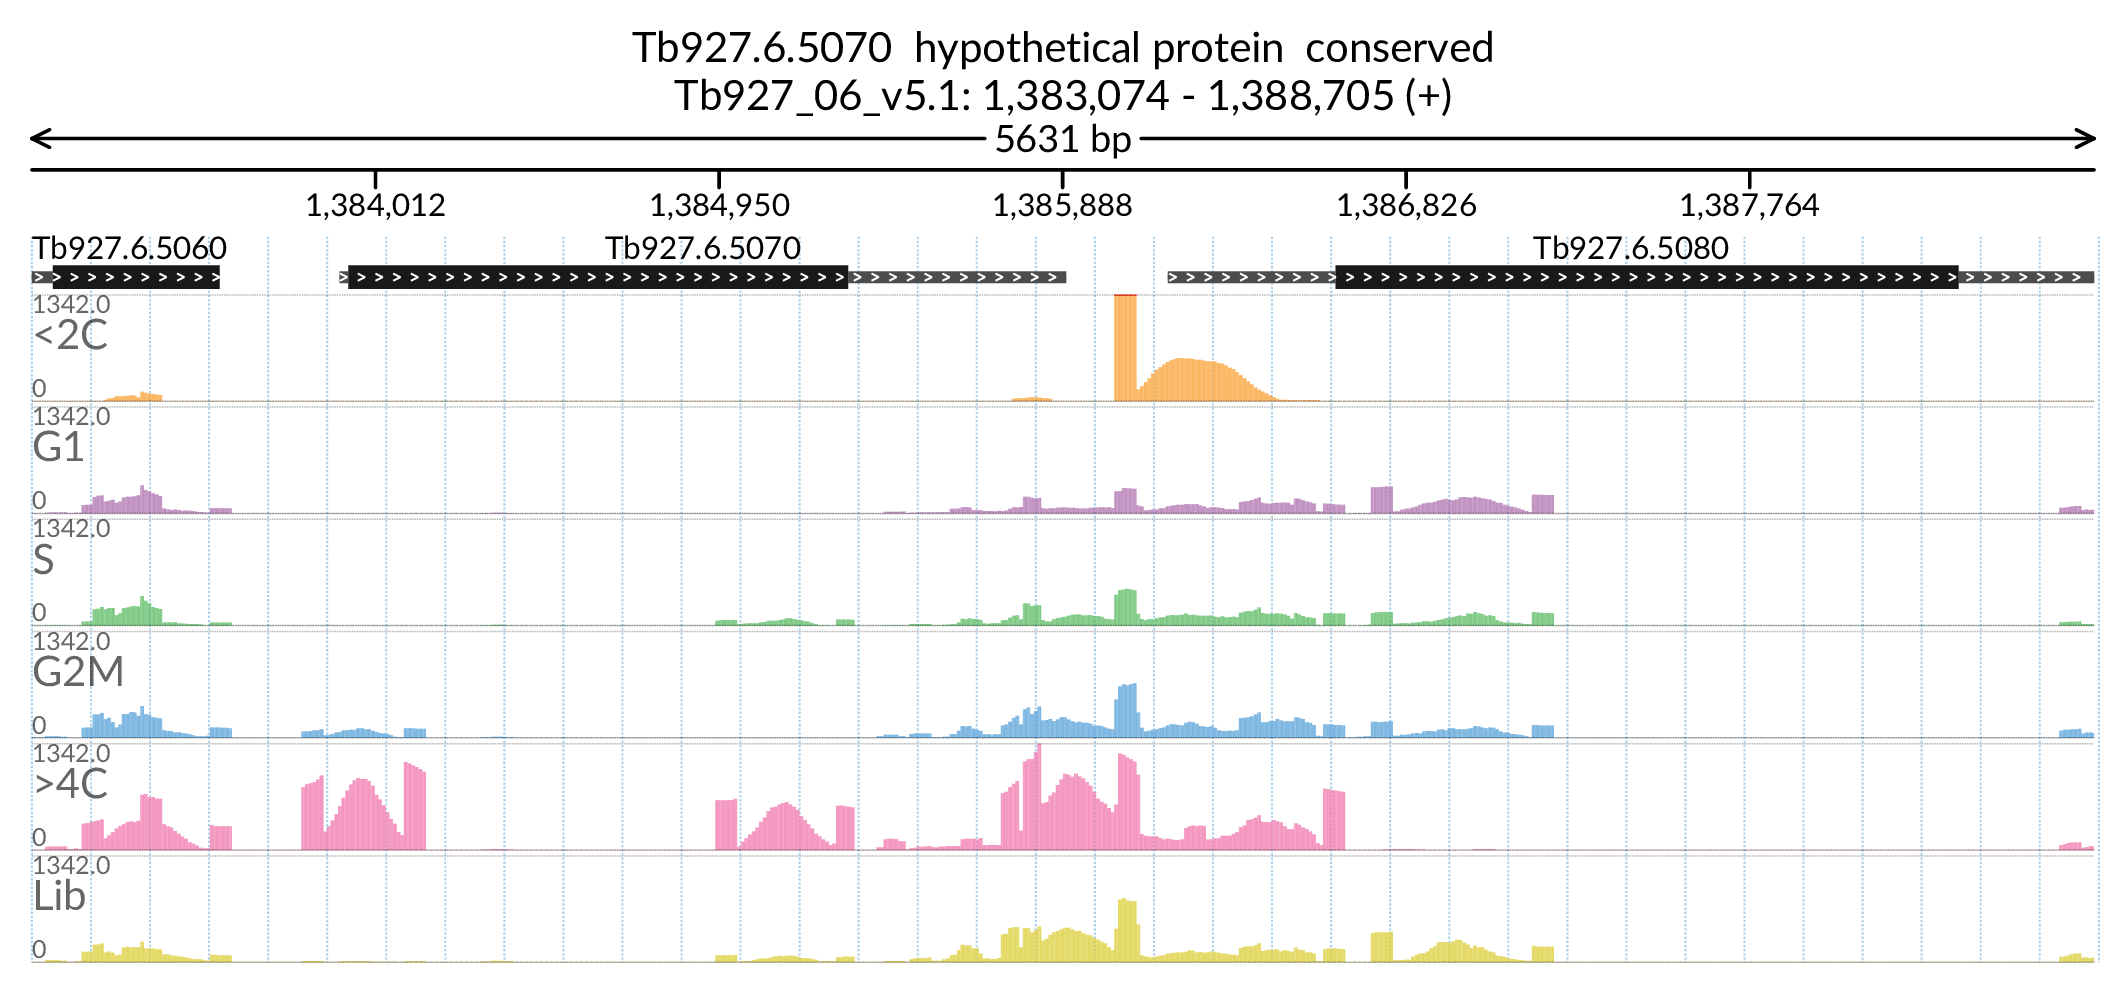 Tb927.6.5070  hypothetical protein  conserved
Tb927_06_v5.1: 1,383,074 - 1,388,705 (+)
5631 bp
1,384,012 1,384,950 1,385,888 1,386,826 1,387,764
Tb927.6.5060 Tb927.6.5070 Tb927.6.5080
1342.0
<2C
0
1342.0
G1
0
1342.0
S
0
1342.0
G2M
0
1342.0
>4C
0
1342.0
Lib
0